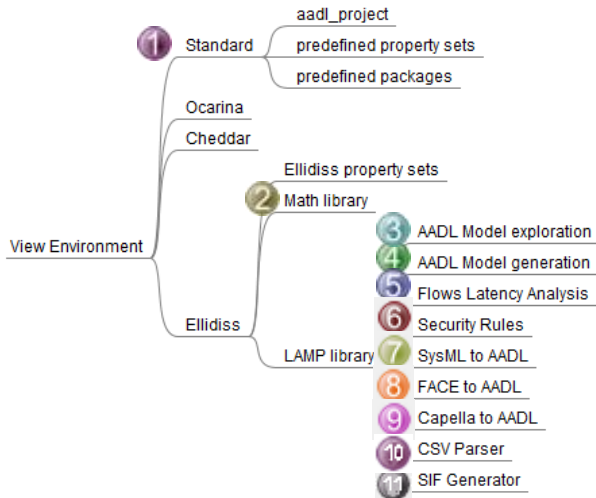 aadl_project
1 Standard
predefined property sets
predefined packages
Ocarina
Cheddar
Ellidiss property sets
2 Math library
3 AADL Model exploration
View Environment
4 AADL Model generation
5 Flows Latency Analysis
Ellidiss
6 Security Rules
LAMP library
7 SysML to AADL
8 FACE to AADL
9 Capella to AADL
10 CSV Parser
11 SIF Generator